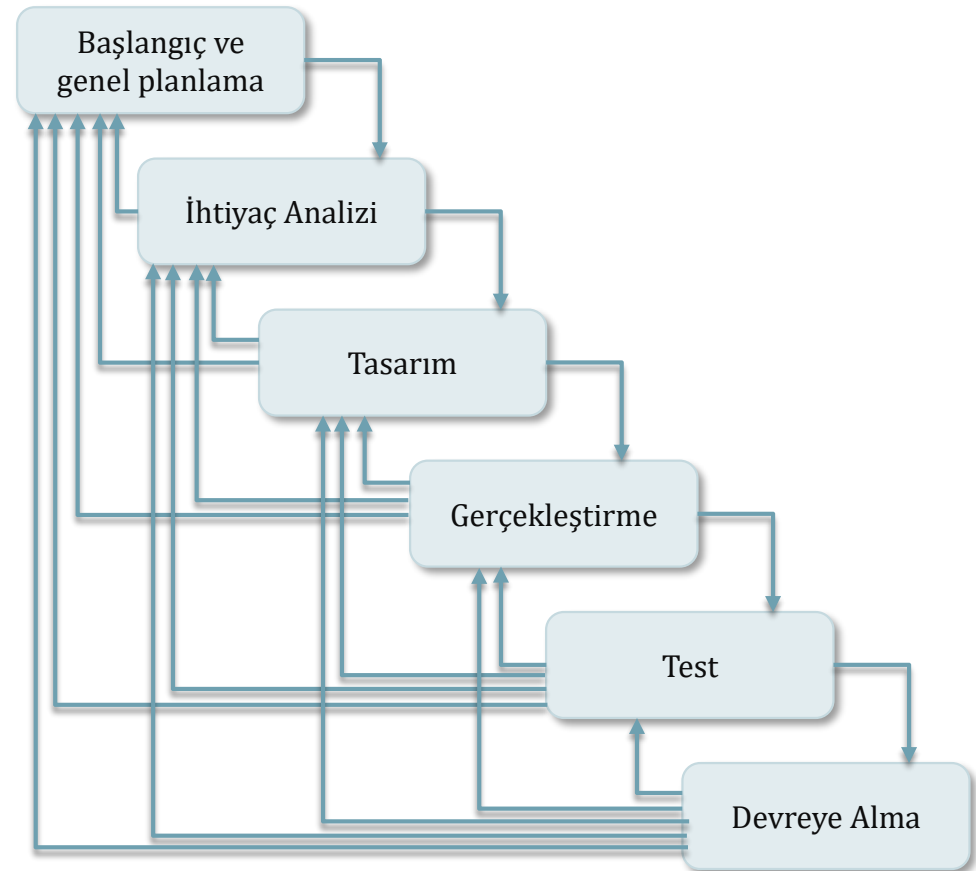 Başlangıç ve
genel planlama
İhtiyaç Analizi
Tasarım
Gerçekleştirme
Test
Devreye Alma